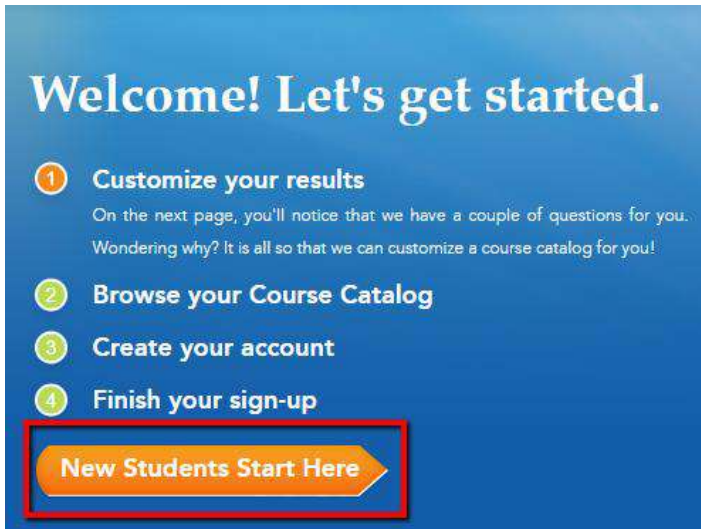 Welcome! Let's get started.
1 Customize your results
On the next page, you'll notice that we have a couple of questions for you.
Wondering why? It is all so that we can customize a course catalog for you!
2 Browse your Course Catalog
3 Create your account
4 Finish your sign-up
New Students Start Here